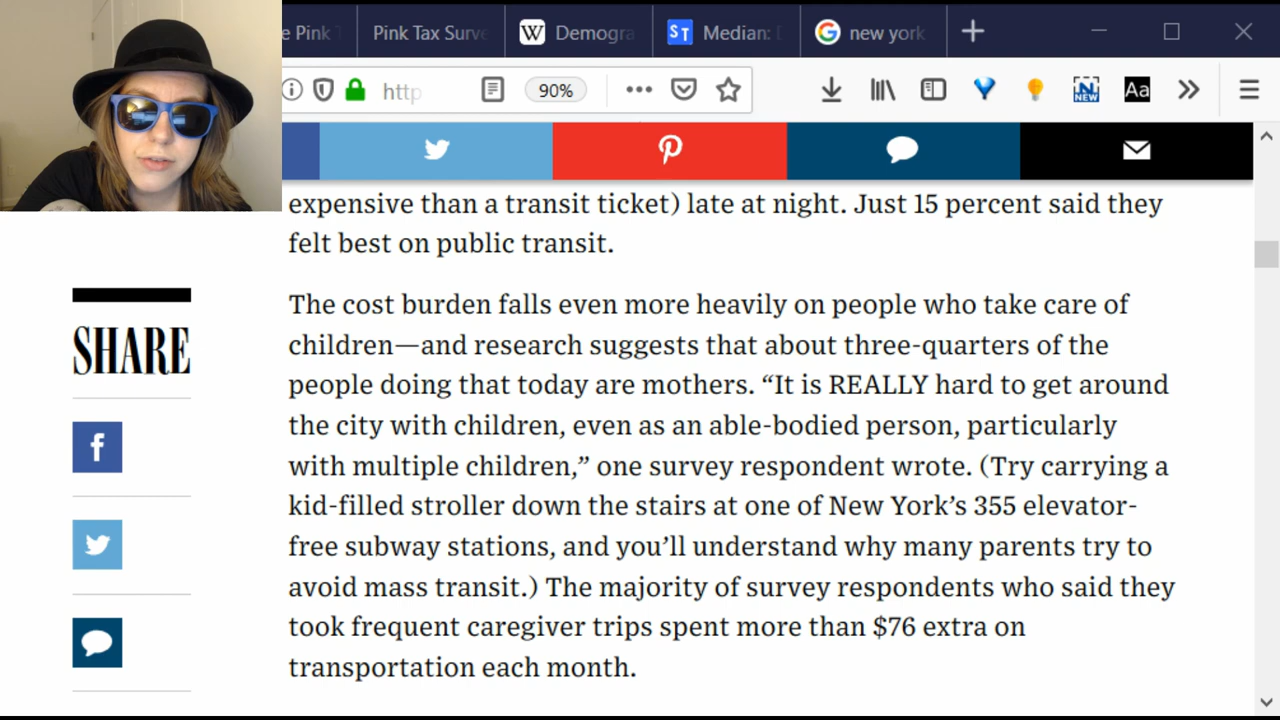 e Pink T
Pink Tax Surve
W Demogra
ST Median: D
G new york
http
90%
N NEW
Aa
expensive than a transit ticket) late at night. Just 15 percent said they
felt best on public transit.
SHARE
The cost burden falls even more heavily on people who take care of
children—and research suggests that about three-quarters of the
people doing that today are mothers. “It is REALLY hard to get around
the city with children, even as an able-bodied person, particularly
with multiple children,” one survey respondent wrote. (Try carrying a
kid-filled stroller down the stairs at one of New York’s 355 elevator-
free subway stations, and you’ll understand why many parents try to
avoid mass transit.) The majority of survey respondents who said they
took frequent caregiver trips spent more than $76 extra on
transportation each month.